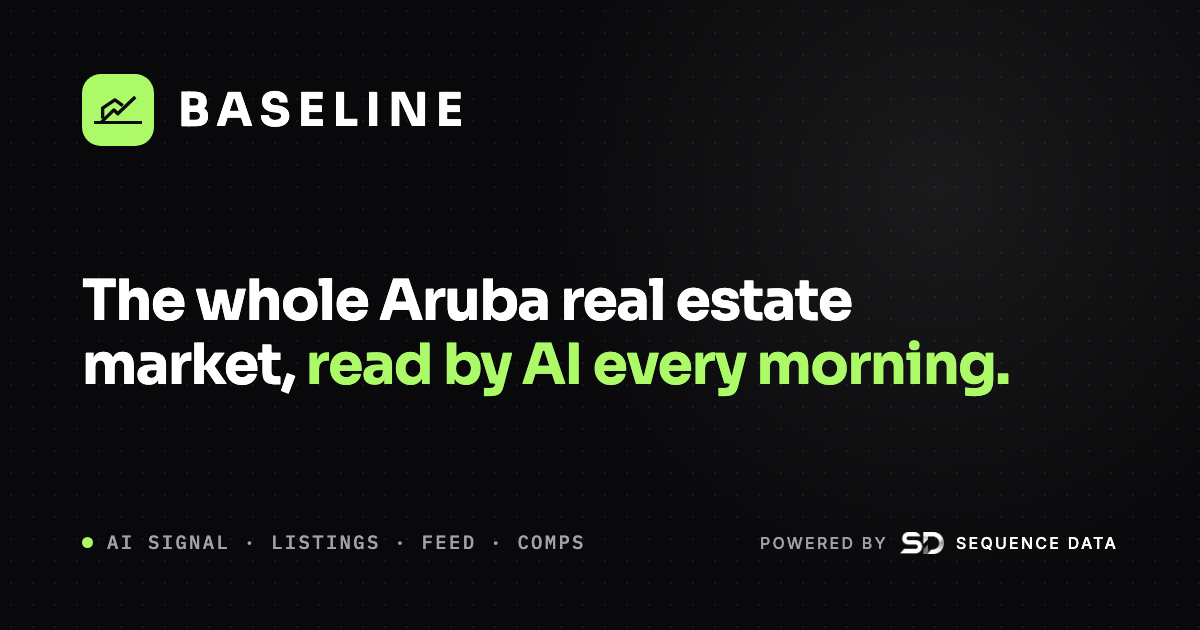 BASELINE
The whole Aruba real estate
market, read by AI every morning.
AI SIGNAL · LISTINGS · FEED · COMPS
POWERED BY SD SEQUENCE DATA